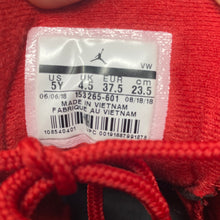 VW
US UK EUR cm
5Y 4.5 37.5 23.5
06/06/18 153265-601 08/18/18
MADE IN VIETNAM
FABRIQUE AU VIETNAM